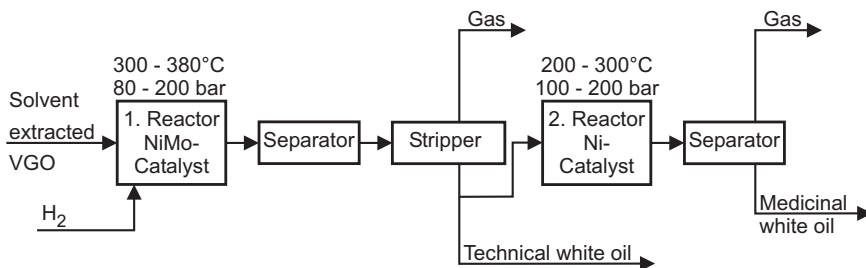 Solvent
extracted
VGO
H2
300 - 380°C
80 - 200 bar
1. Reactor
NiMo-
Catalyst
Separator
Stripper
Gas
Technical white oil
200 - 300°C
100 - 200 bar
2. Reactor
Ni-
Catalyst
Separator
Gas
Medicinal
white oil